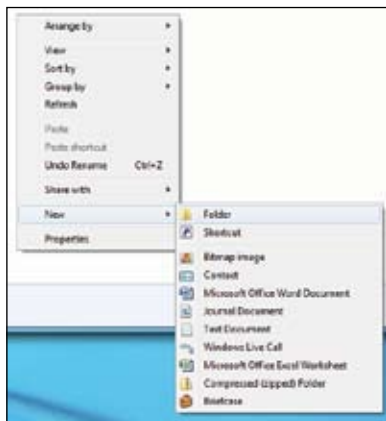 Arrange by
View
Sort by
Group by
Refresh
Paste
Paste shortcut
Undo Rename Ctrl+Z
Share with
New
Properties
Folder
Shortcut
Bitmap image
Contact
Microsoft Office Word Document
Journal Document
Text Document
Windows Live Call
Microsoft Office Excel Worksheet
Compressed (zipped) Folder
Briefcase